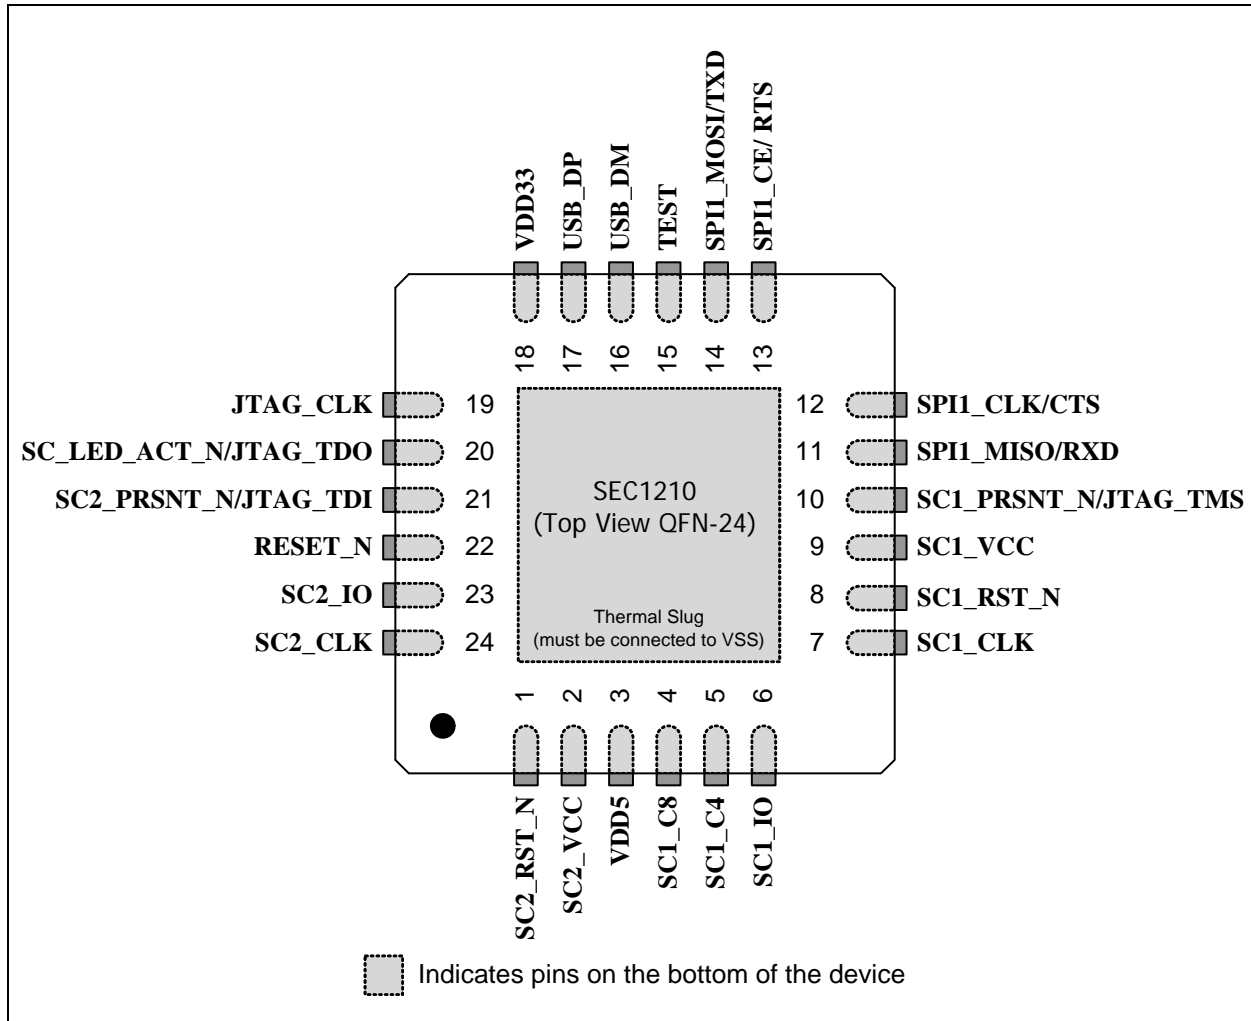 VDD33
USB_DP
USB_DM
TEST
SPI1_MOSI/TXD
SPI1_CE/ RTS
18
17
16
15
14
13
JTAG_CLK
19
12
SPI1_CLK/CTS
SC_LED_ACT_N/JTAG_TDO
20
11
SPI1_MISO/RXD
SC2_PRSNT_N/JTAG_TDI
21
10
SC1_PRSNT_N/JTAG_TMS
RESET_N
22
9
SC1_VCC
SC2_IO
23
8
SC1_RST_N
SC2_CLK
24
7
SC1_CLK
SEC1210
(Top View QFN-24)
Thermal Slug
(must be connected to VSS)
1
2
3
4
5
6
SC2_RST_N
SC2_VCC
VDD5
SC1_C8
SC1_C4
SC1_IO
Indicates pins on the bottom of the device